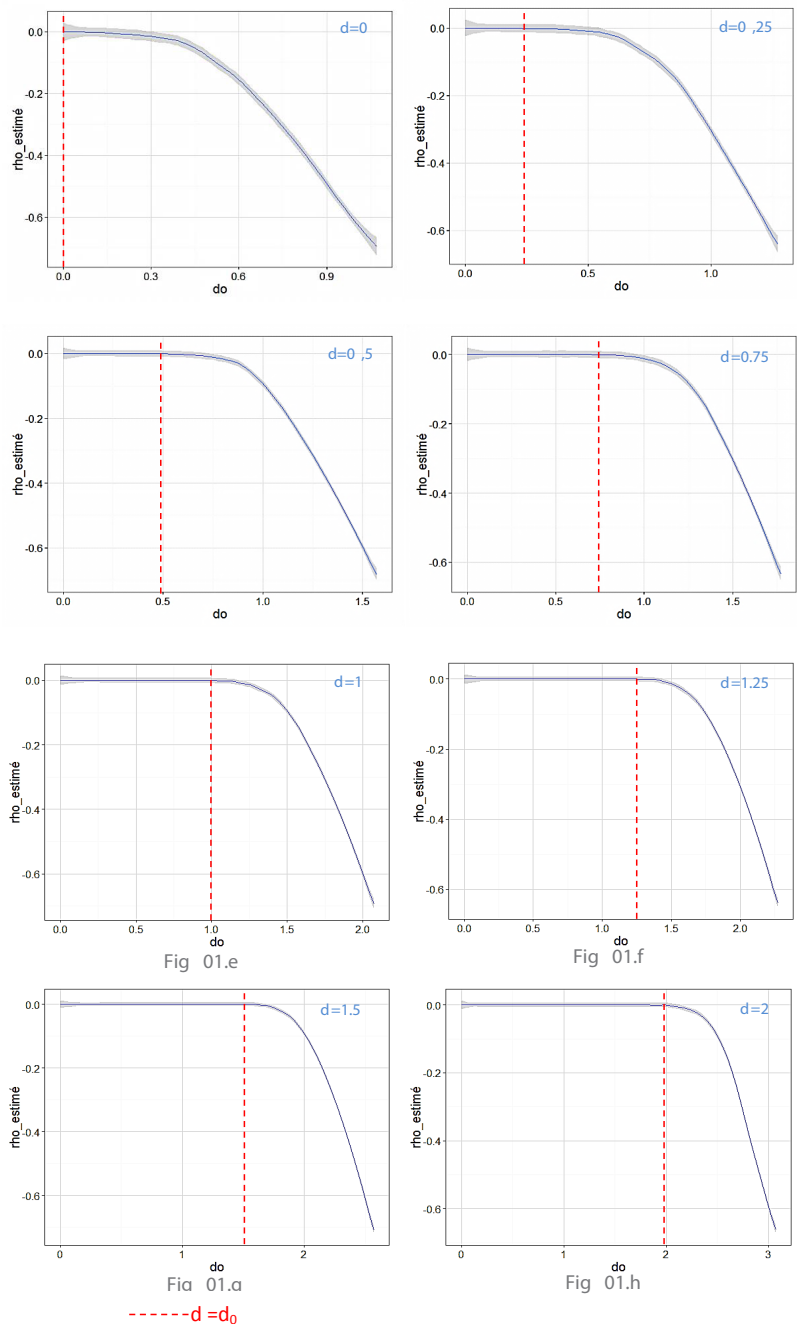 d=0
rho_estimé
0.0
-0.2
-0.4
-0.6
0.0 0.3 0.6 0.9
do
d=0 ,25
rho_estimé
0.0
-0.2
-0.4
-0.6
0.0 0.5 1.0
do
d=0 ,5
rho_estimé
0.0
-0.2
-0.4
-0.6
0.0 0.5 1.0 1.5
do
d=0.75
rho_estimé
0.0
-0.2
-0.4
-0.6
0.0 0.5 1.0 1.5
do
d=1
rho_estimé
0.0
-0.2
-0.4
-0.6
0.0 0.5 1.0 1.5 2.0
do
Fig 01.e
d=1.25
rho_estimé
0.0
-0.2
-0.4
-0.6
0.0 0.5 1.0 1.5 2.0
do
Fig 01.f
d=1.5
rho_estimé
0.0
-0.2
-0.4
-0.6
0 1 2
do
Fia 01.a
d=2
rho_estimé
0.0
-0.2
-0.4
-0.6
0 1 2 3
do
Fig 01.h
d =d₀